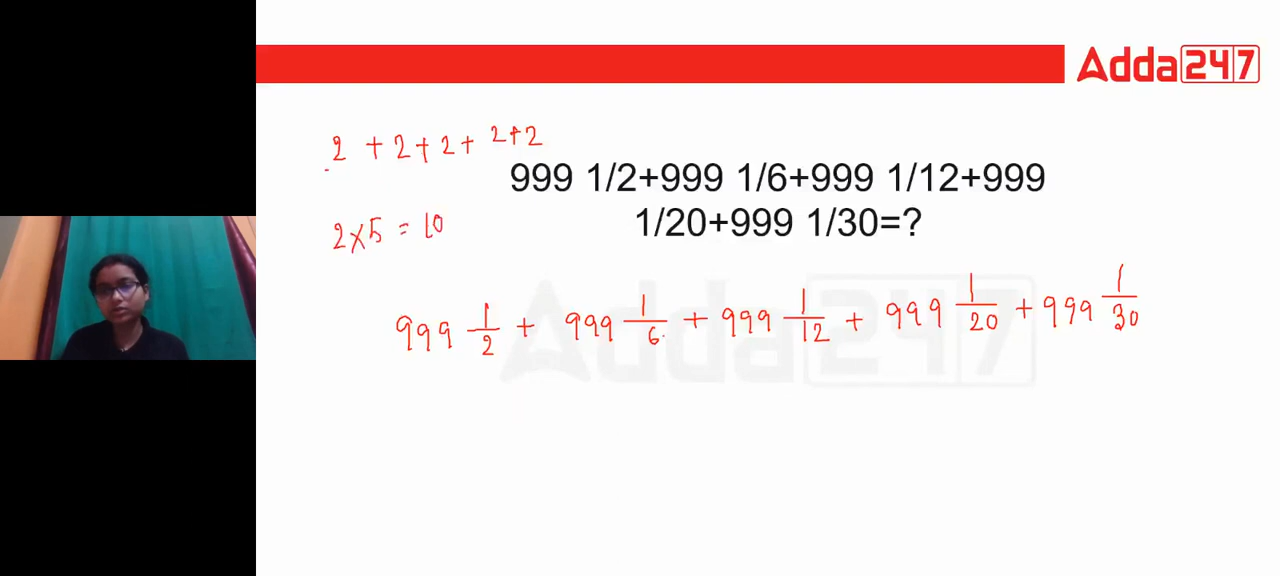 Adda247
2 + 2 + 2 + 2+2
999 1/2+999 1/6+999 1/12+999
1/20+999 1/30=?
2×5 = 10
999 1/2 + 999 1/6 + 999 1/12 + 999 1/20 + 999 1/30
Adda247